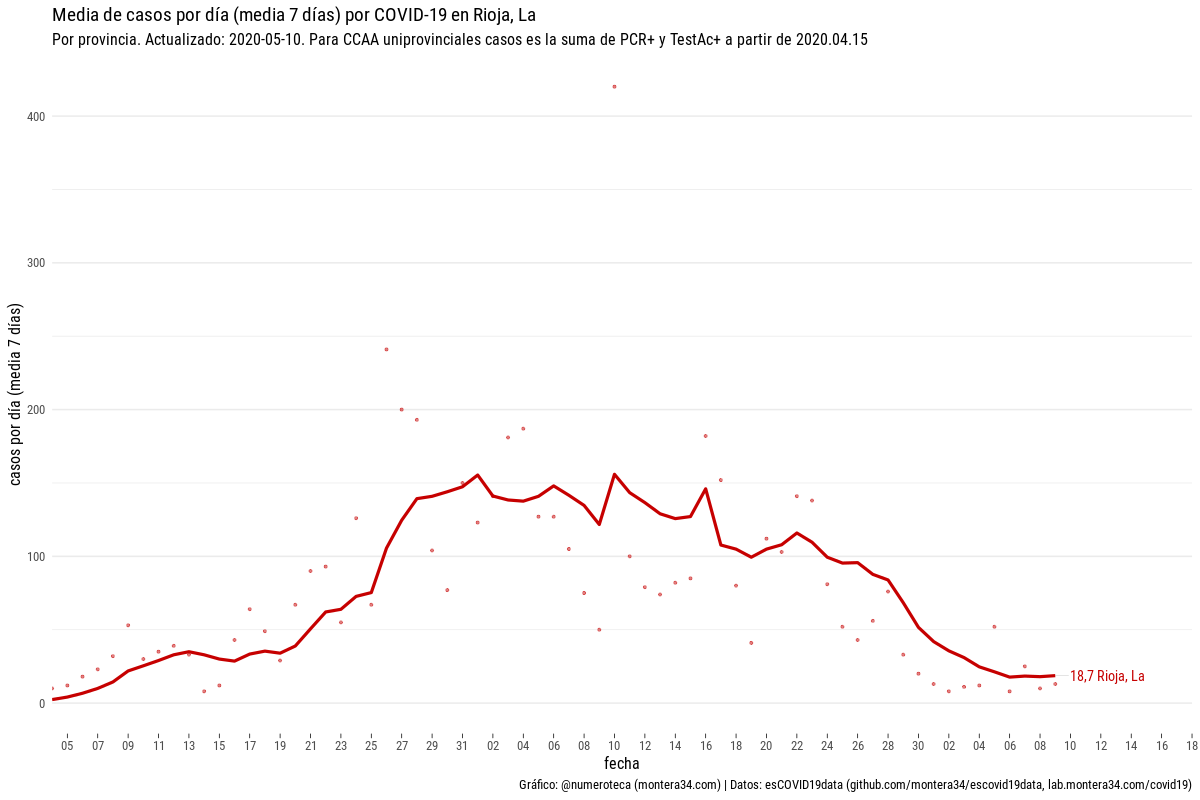 Media de casos por día (media 7 días) por COVID-19 en Rioja, La
Por provincia. Actualizado: 2020-05-10. Para CCAA uniprovinciales casos es la suma de PCR+ y TestAc+ a partir de 2020.04.15
casos por día (media 7 días)
400
300
200
100
0
18,7 Rioja, La
05 07 09 11 13 15 17 19 21 23 25 27 29 31 02 04 06 08 10 12 14 16 18 20 22 24 26 28 30 02 04 06 08 10 12 14 16 18
fecha
Gráfico: @numeroteca (montera34.com) | Datos: esCOVID19data (github.com/montera34/escovid19data, lab.montera34.com/covid19)